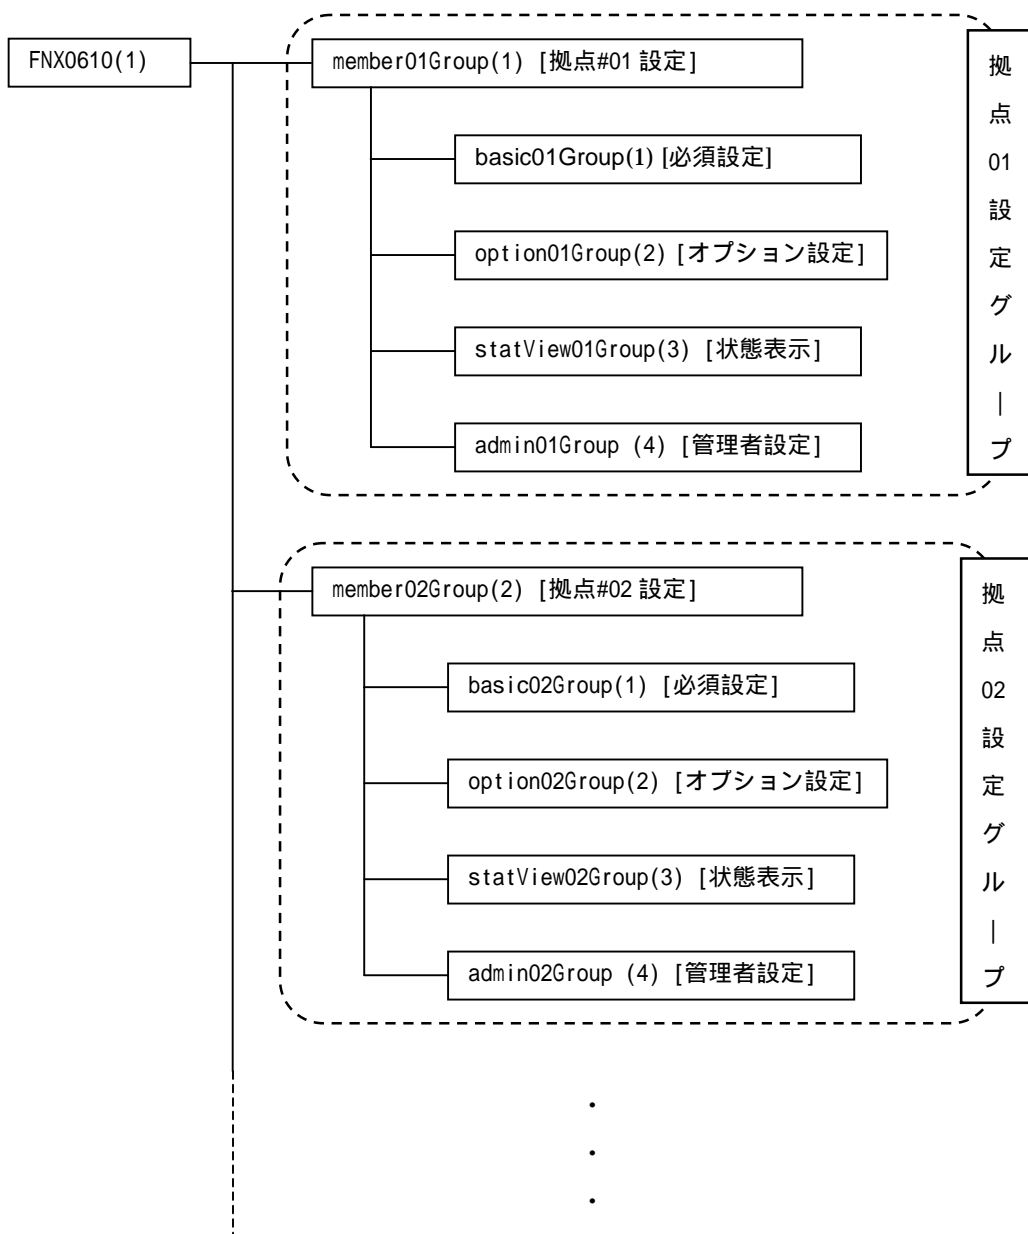 FNX0610(1)
member01Group(1) [拠点#01 設定]
basic01Group(1) [必須設定]
option01Group(2) [オプション設定]
statView01Group(3) [状態表示]
admin01Group (4) [管理者設定]
拠点01設定グループ
member02Group(2) [拠点#02 設定]
basic02Group(1) [必須設定]
option02Group(2) [オプション設定]
statView02Group(3) [状態表示]
admin02Group (4) [管理者設定]
拠点02設定グループ
・
・
・